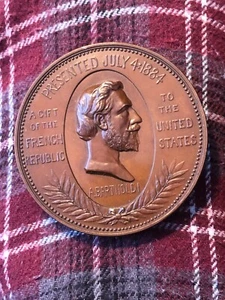 PRESENTED JULY 4TH 1884
A GIFT
OF THE
FRENCH
REPUBLIC
TO
THE
UNITED
STATES
A. BARTHOLDI